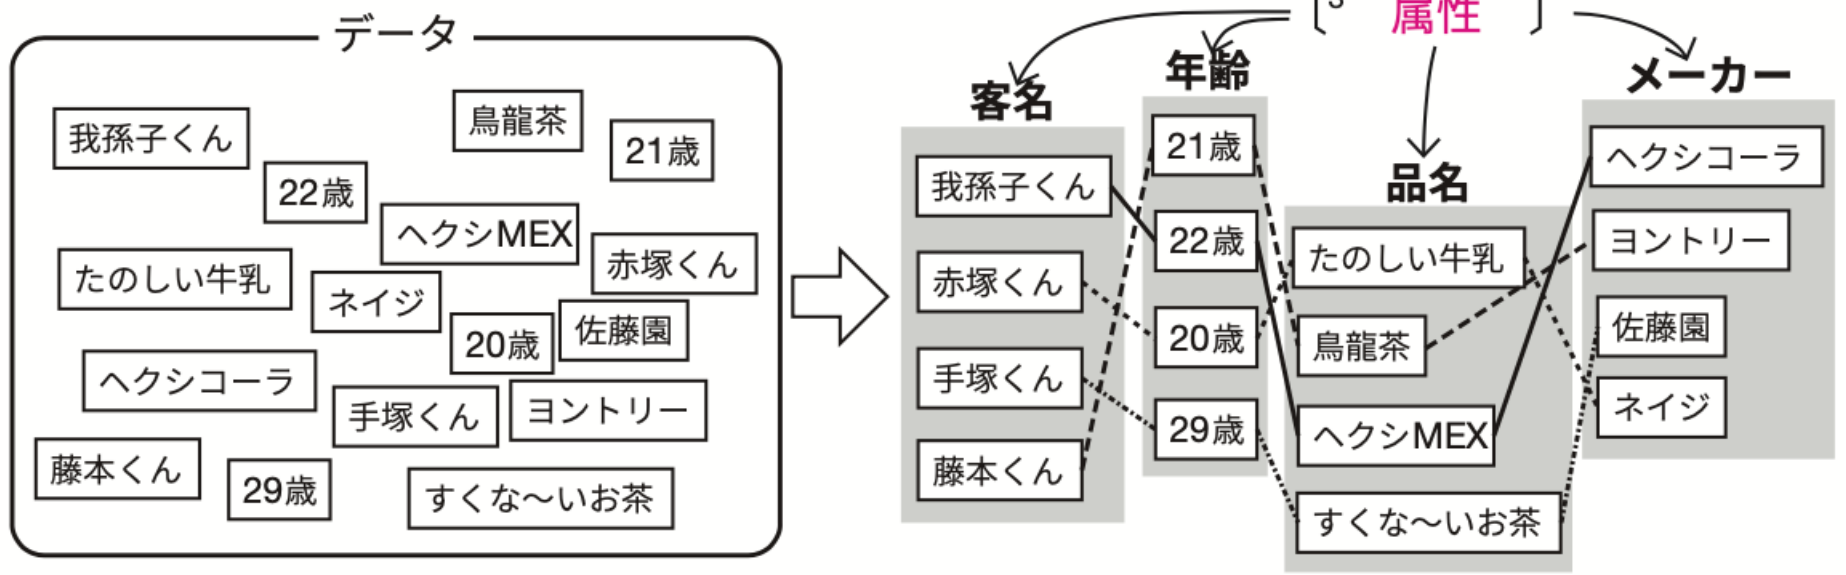 データ
我孫子くん
鳥龍茶
21歳
22歳
ヘクシMEX
赤塚くん
たのしい牛乳
ネイジ
20歳
佐藤園
ヘクシコーラ
手塚くん
ヨントリー
藤本くん
29歳
すくな〜いお茶
3
属性
客名
年齢
品名
メーカー
我孫子くん
赤塚くん
手塚くん
藤本くん
21歳
22歳
20歳
29歳
たのしい牛乳
鳥龍茶
ヘクシMEX
すくな〜いお茶
ヘクシコーラ
ヨントリー
佐藤園
ネイジ